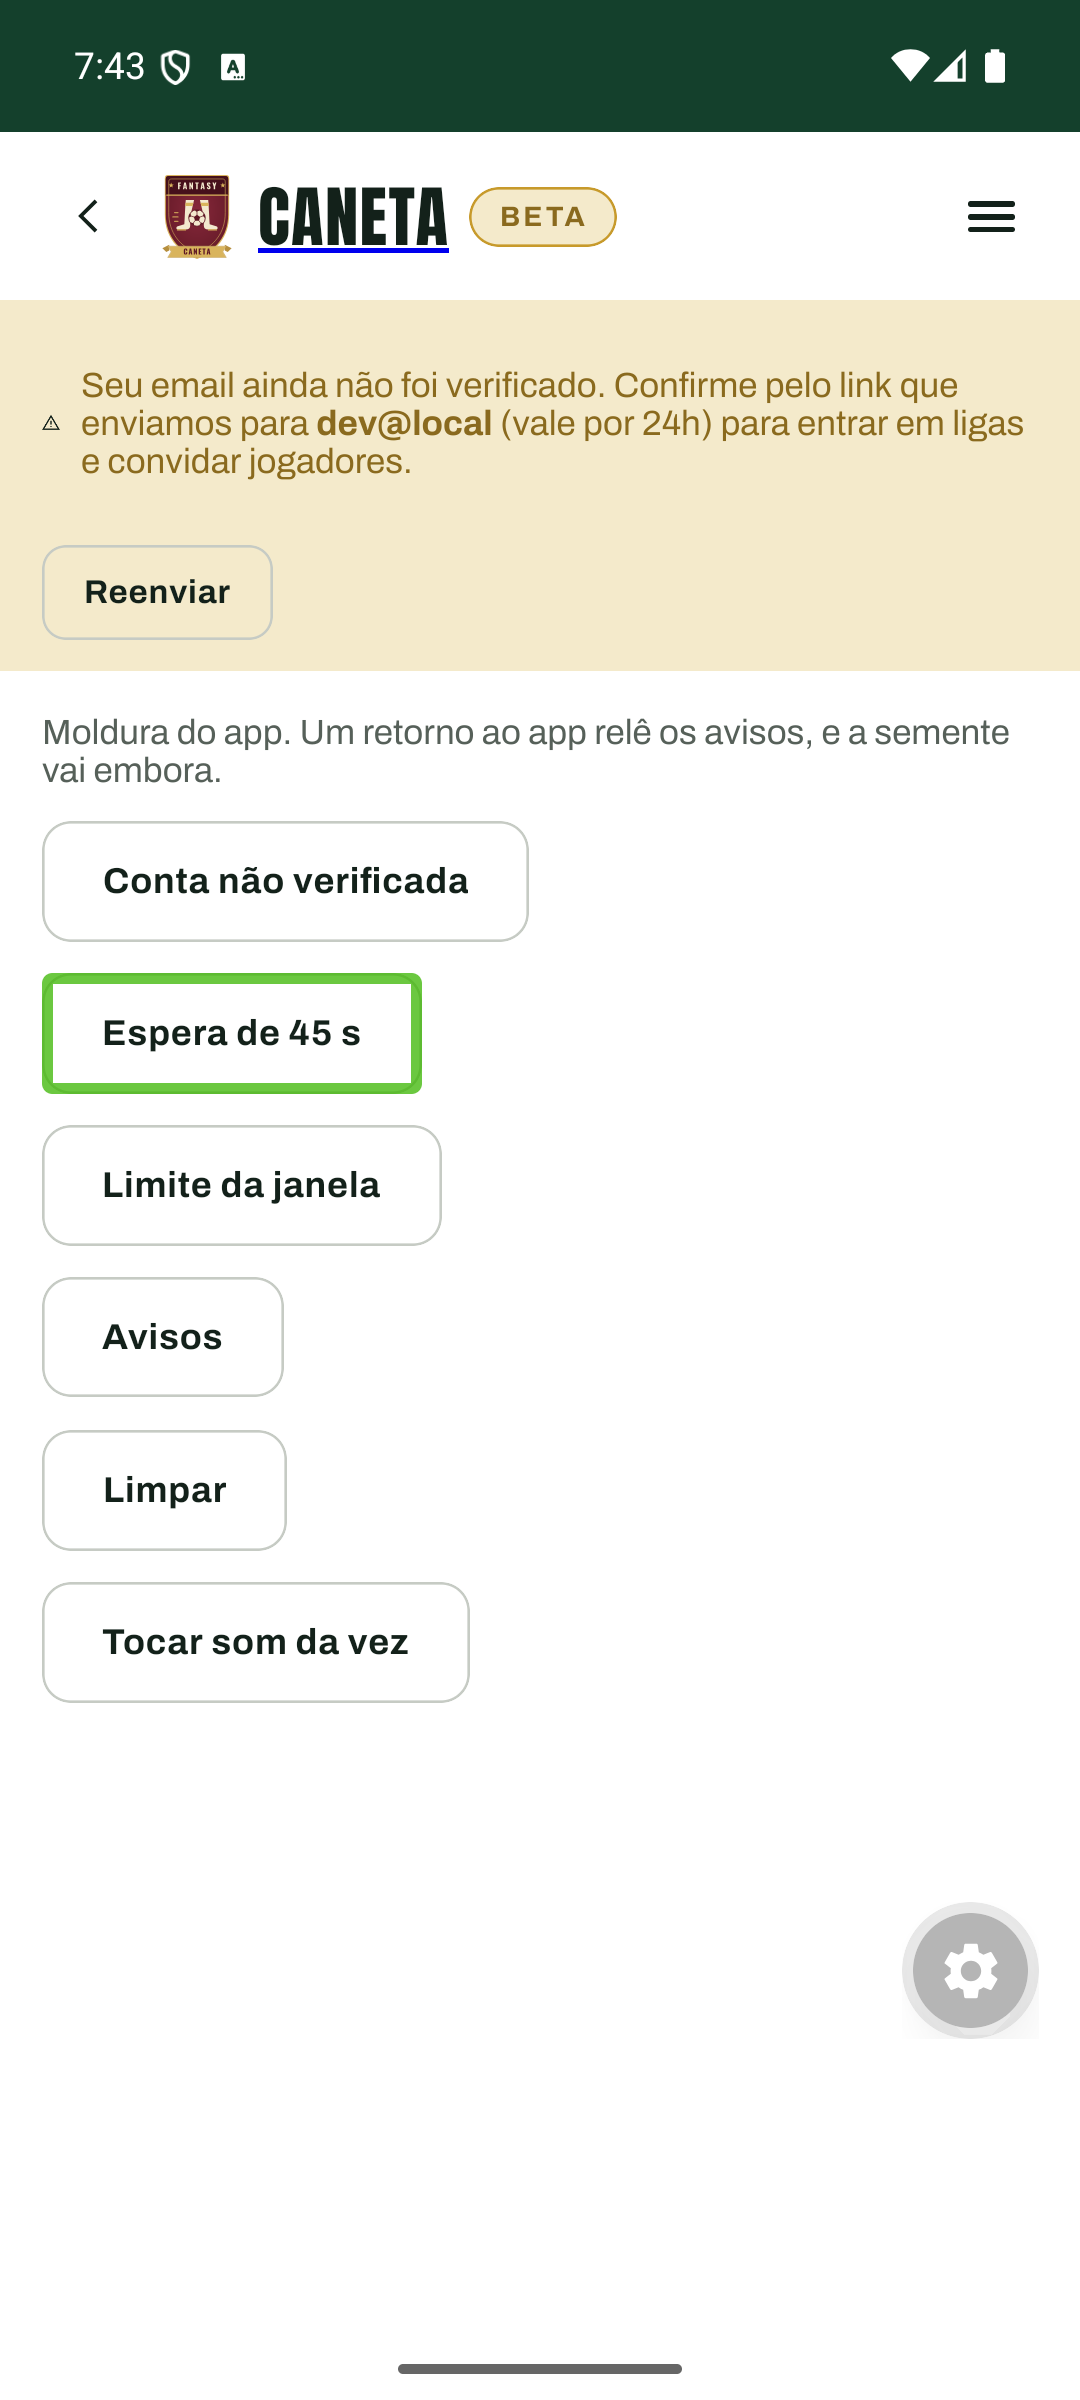 7:43
FANTASY
CANETA
CANETA
BETA
Seu email ainda não foi verificado. Confirme pelo link que
enviamos para dev@local (vale por 24h) para entrar em ligas
e convidar jogadores.
Reenviar
Moldura do app. Um retorno ao app relê os avisos, e a semente
vai embora.
Conta não verificada
Espera de 45 s
Limite da janela
Avisos
Limpar
Tocar som da vez